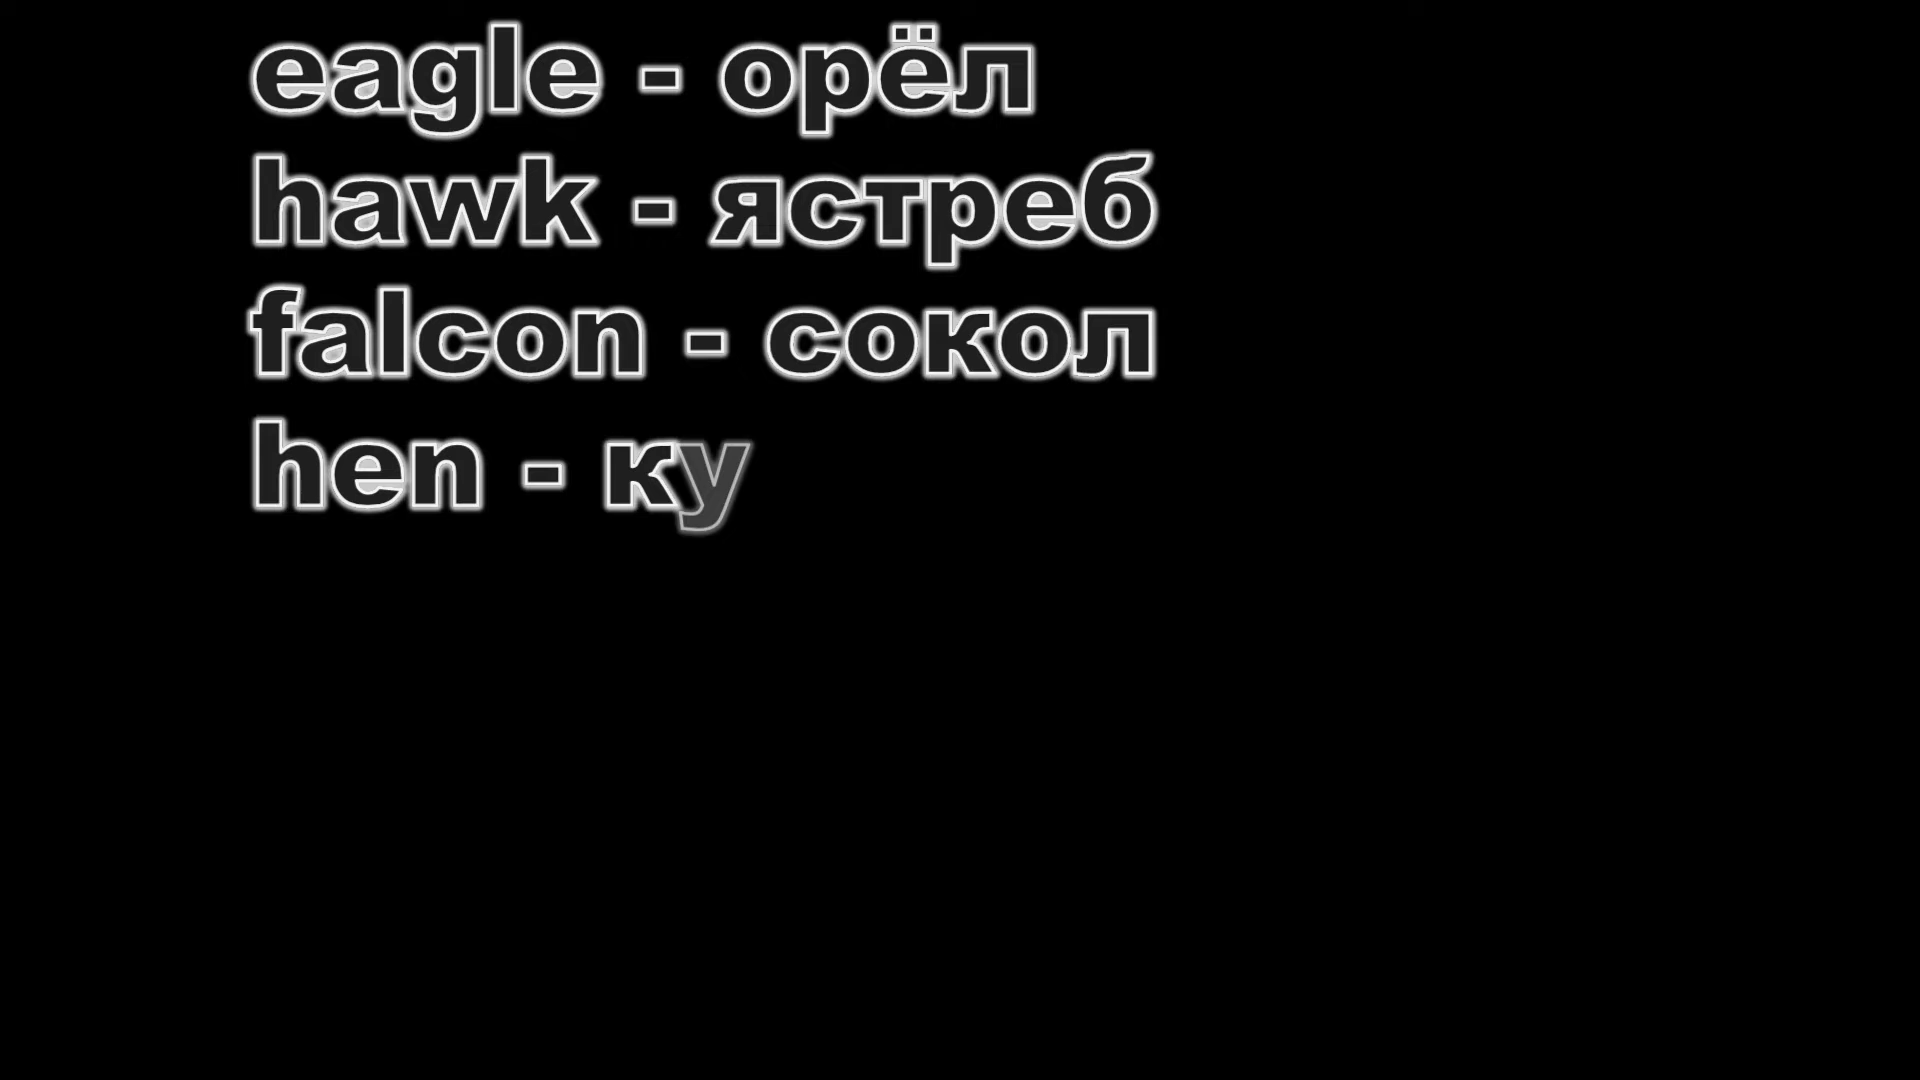 eagle - орёл
hawk - ястреб
falcon - сокол
hen - ку